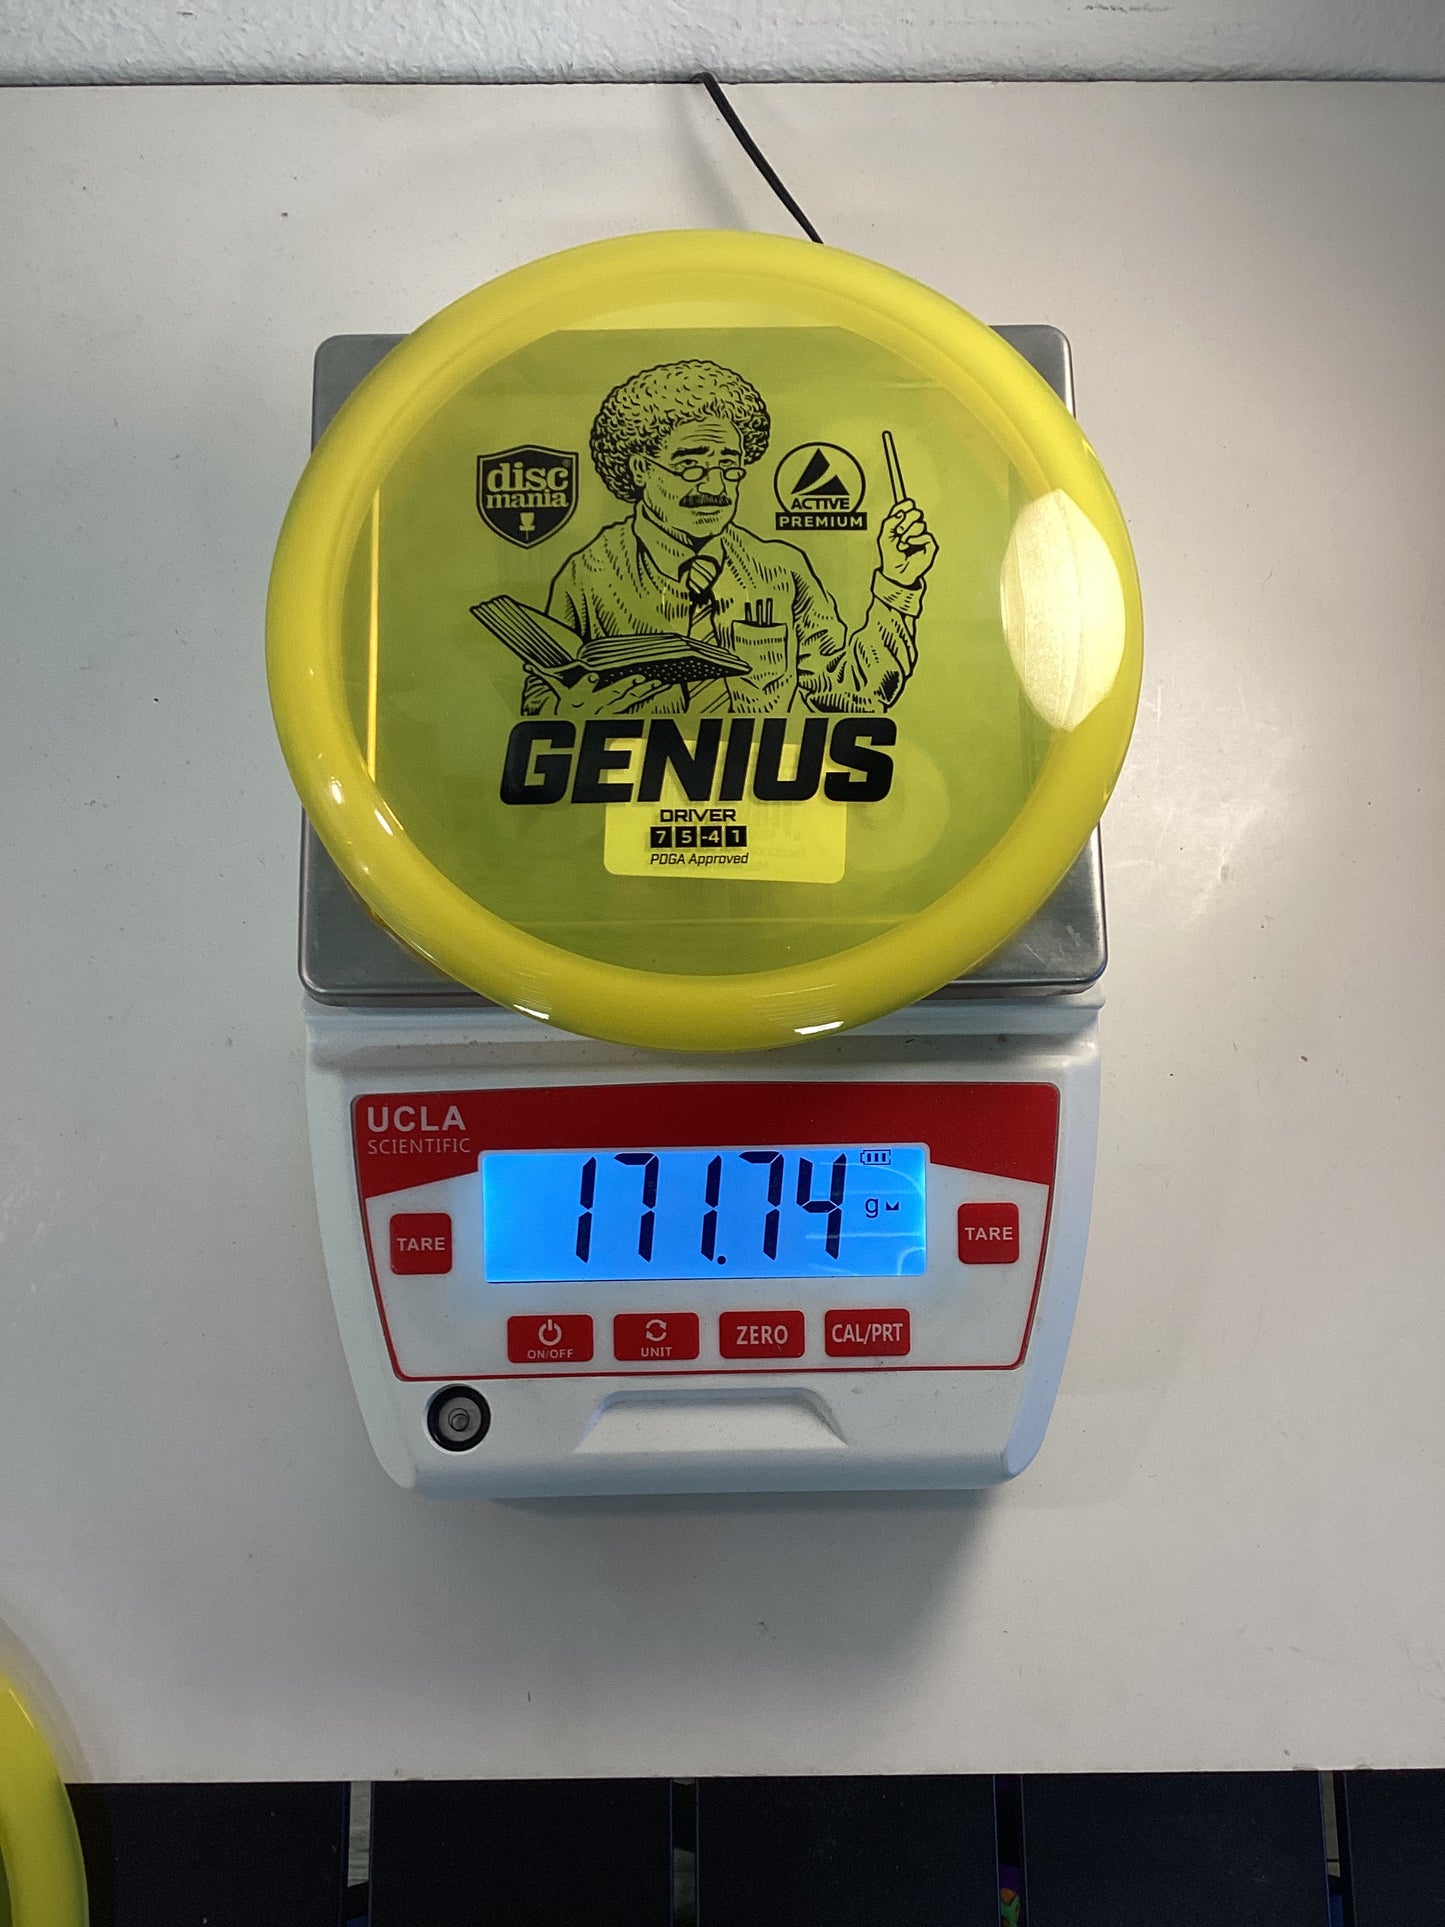 disc
mania
®
ACTIVE
PREMIUM
GENIUS
DRIVER
7 5 -4 1
PDGA Approved
UCLA
SCIENTIFIC
171.74
g
TARE
TARE
ON/OFF
UNIT
ZERO
CAL/PRT